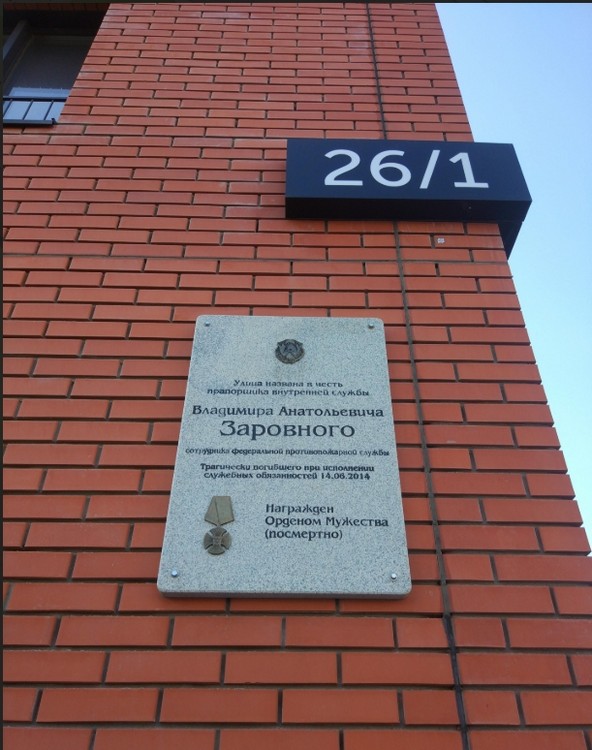 26/1
Улица названа в честь
прапорщика внутренней службы
Владимира Анатольевича
Заровного
сотрудника федеральной противопожарной службы
Трагически погибшего при исполнении
служебных обязанностей 14.06.2014
Награжден
Орденом Мужества
(посмертно)